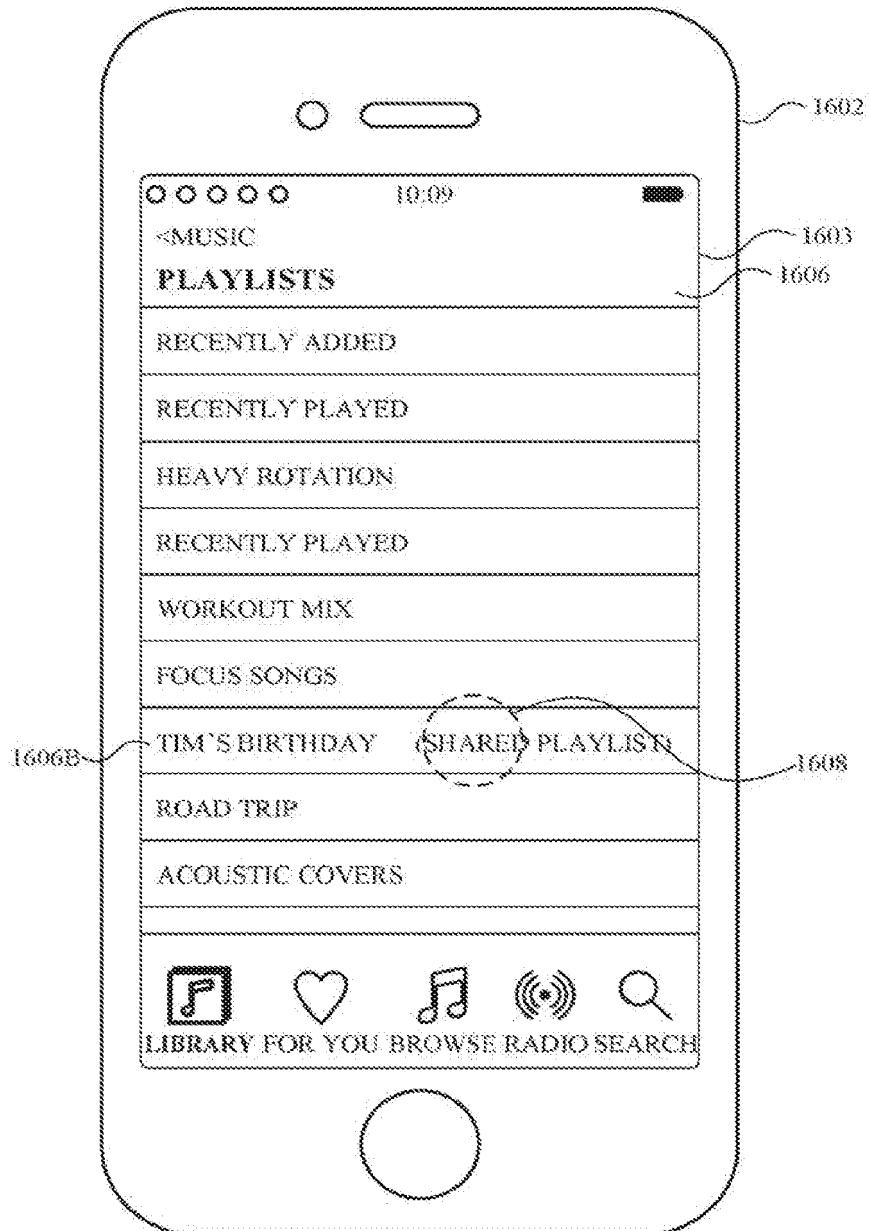 1602
10:09
<MUSIC
1603
PLAYLISTS
1606
RECENTLY ADDED
RECENTLY PLAYED
HEAVY ROTATION
RECENTLY PLAYED
WORKOUT MIX
FOCUS SONGS
1606B TIM`S BIRTHDAY (SHARED PLAYLIST) 1608
ROAD TRIP
ACOUSTIC COVERS
LIBRARY FOR YOU BROWSE RADIO SEARCH